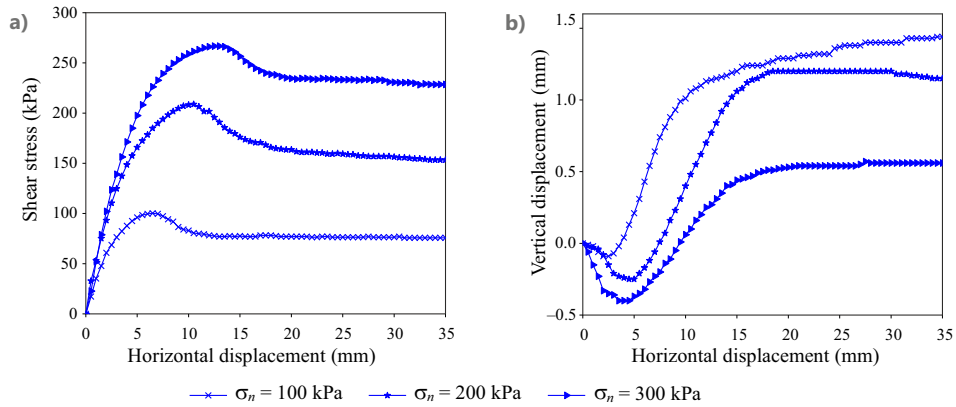 a)
300
250
200
150
100
50
0
Shear stress (kPa)
0 5 10 15 20 25 30 35
Horizontal displacement (mm)
b)
1.5
1.0
0.5
0.0
–0.5
Vertical displacement (mm)
0 5 10 15 20 25 30 35
Horizontal displacement (mm)
σn = 100 kPa σn = 200 kPa σn = 300 kPa